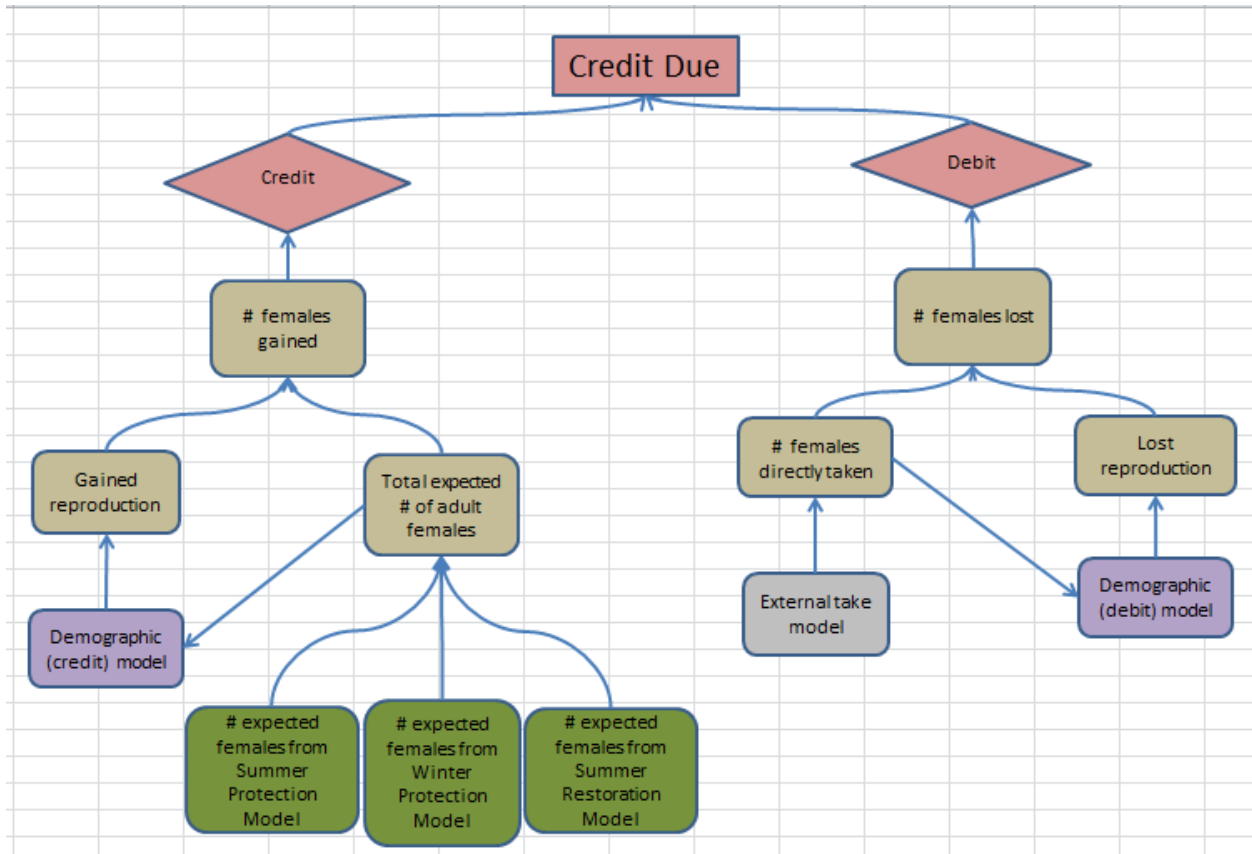 Credit Due
Credit
Debit
# females
gained
# females lost
Gained
reproduction
Total expected
# of adult
females
# females
directly taken
Lost
reproduction
Demographic
(credit) model
External take
model
Demographic
(debit) model
# expected
females from
Summer
Protection
Model
# expected
females from
Winter
Protection
Model
# expected
females from
Summer
Restoration
Model